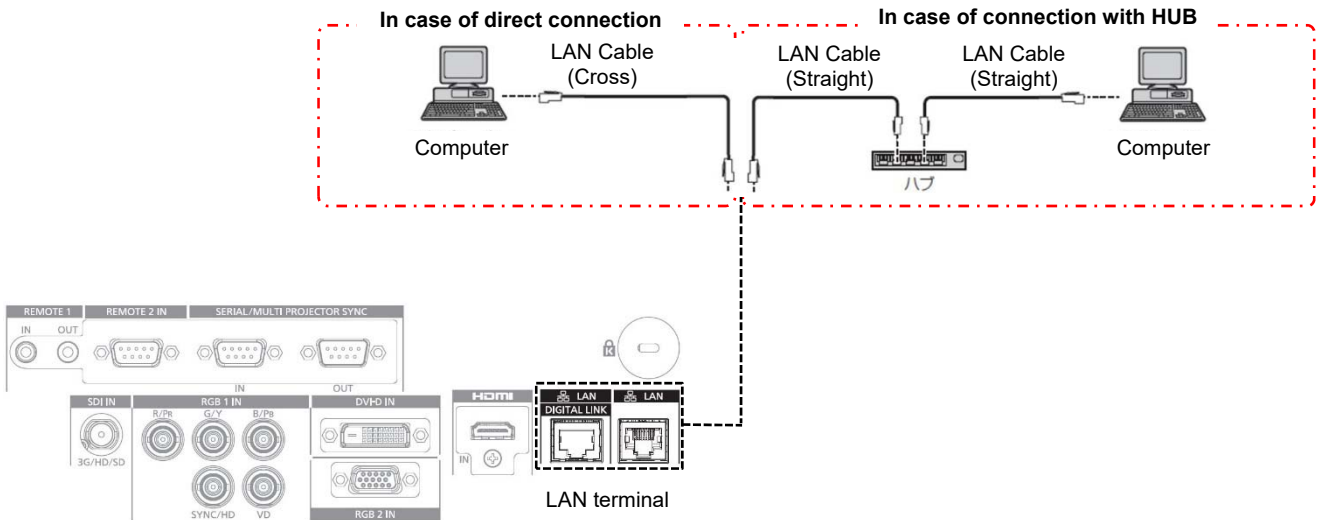 In case of direct connection
In case of connection with HUB
LAN Cable
(Cross)
LAN Cable
(Straight)
LAN Cable
(Straight)
Computer
Computer
ハブ
REMOTE 1
REMOTE 2 IN
SERIAL/MULTI PROJECTOR SYNC
IN
OUT
IN
OUT
K
SDI IN
RGB 1 IN
DVI-D IN
HDMI
LAN
LAN
DIGITAL LINK
R/PR
G/Y
B/PB
3G/HD/SD
IN
SYNC/HD
VD
RGB 2 IN
LAN terminal